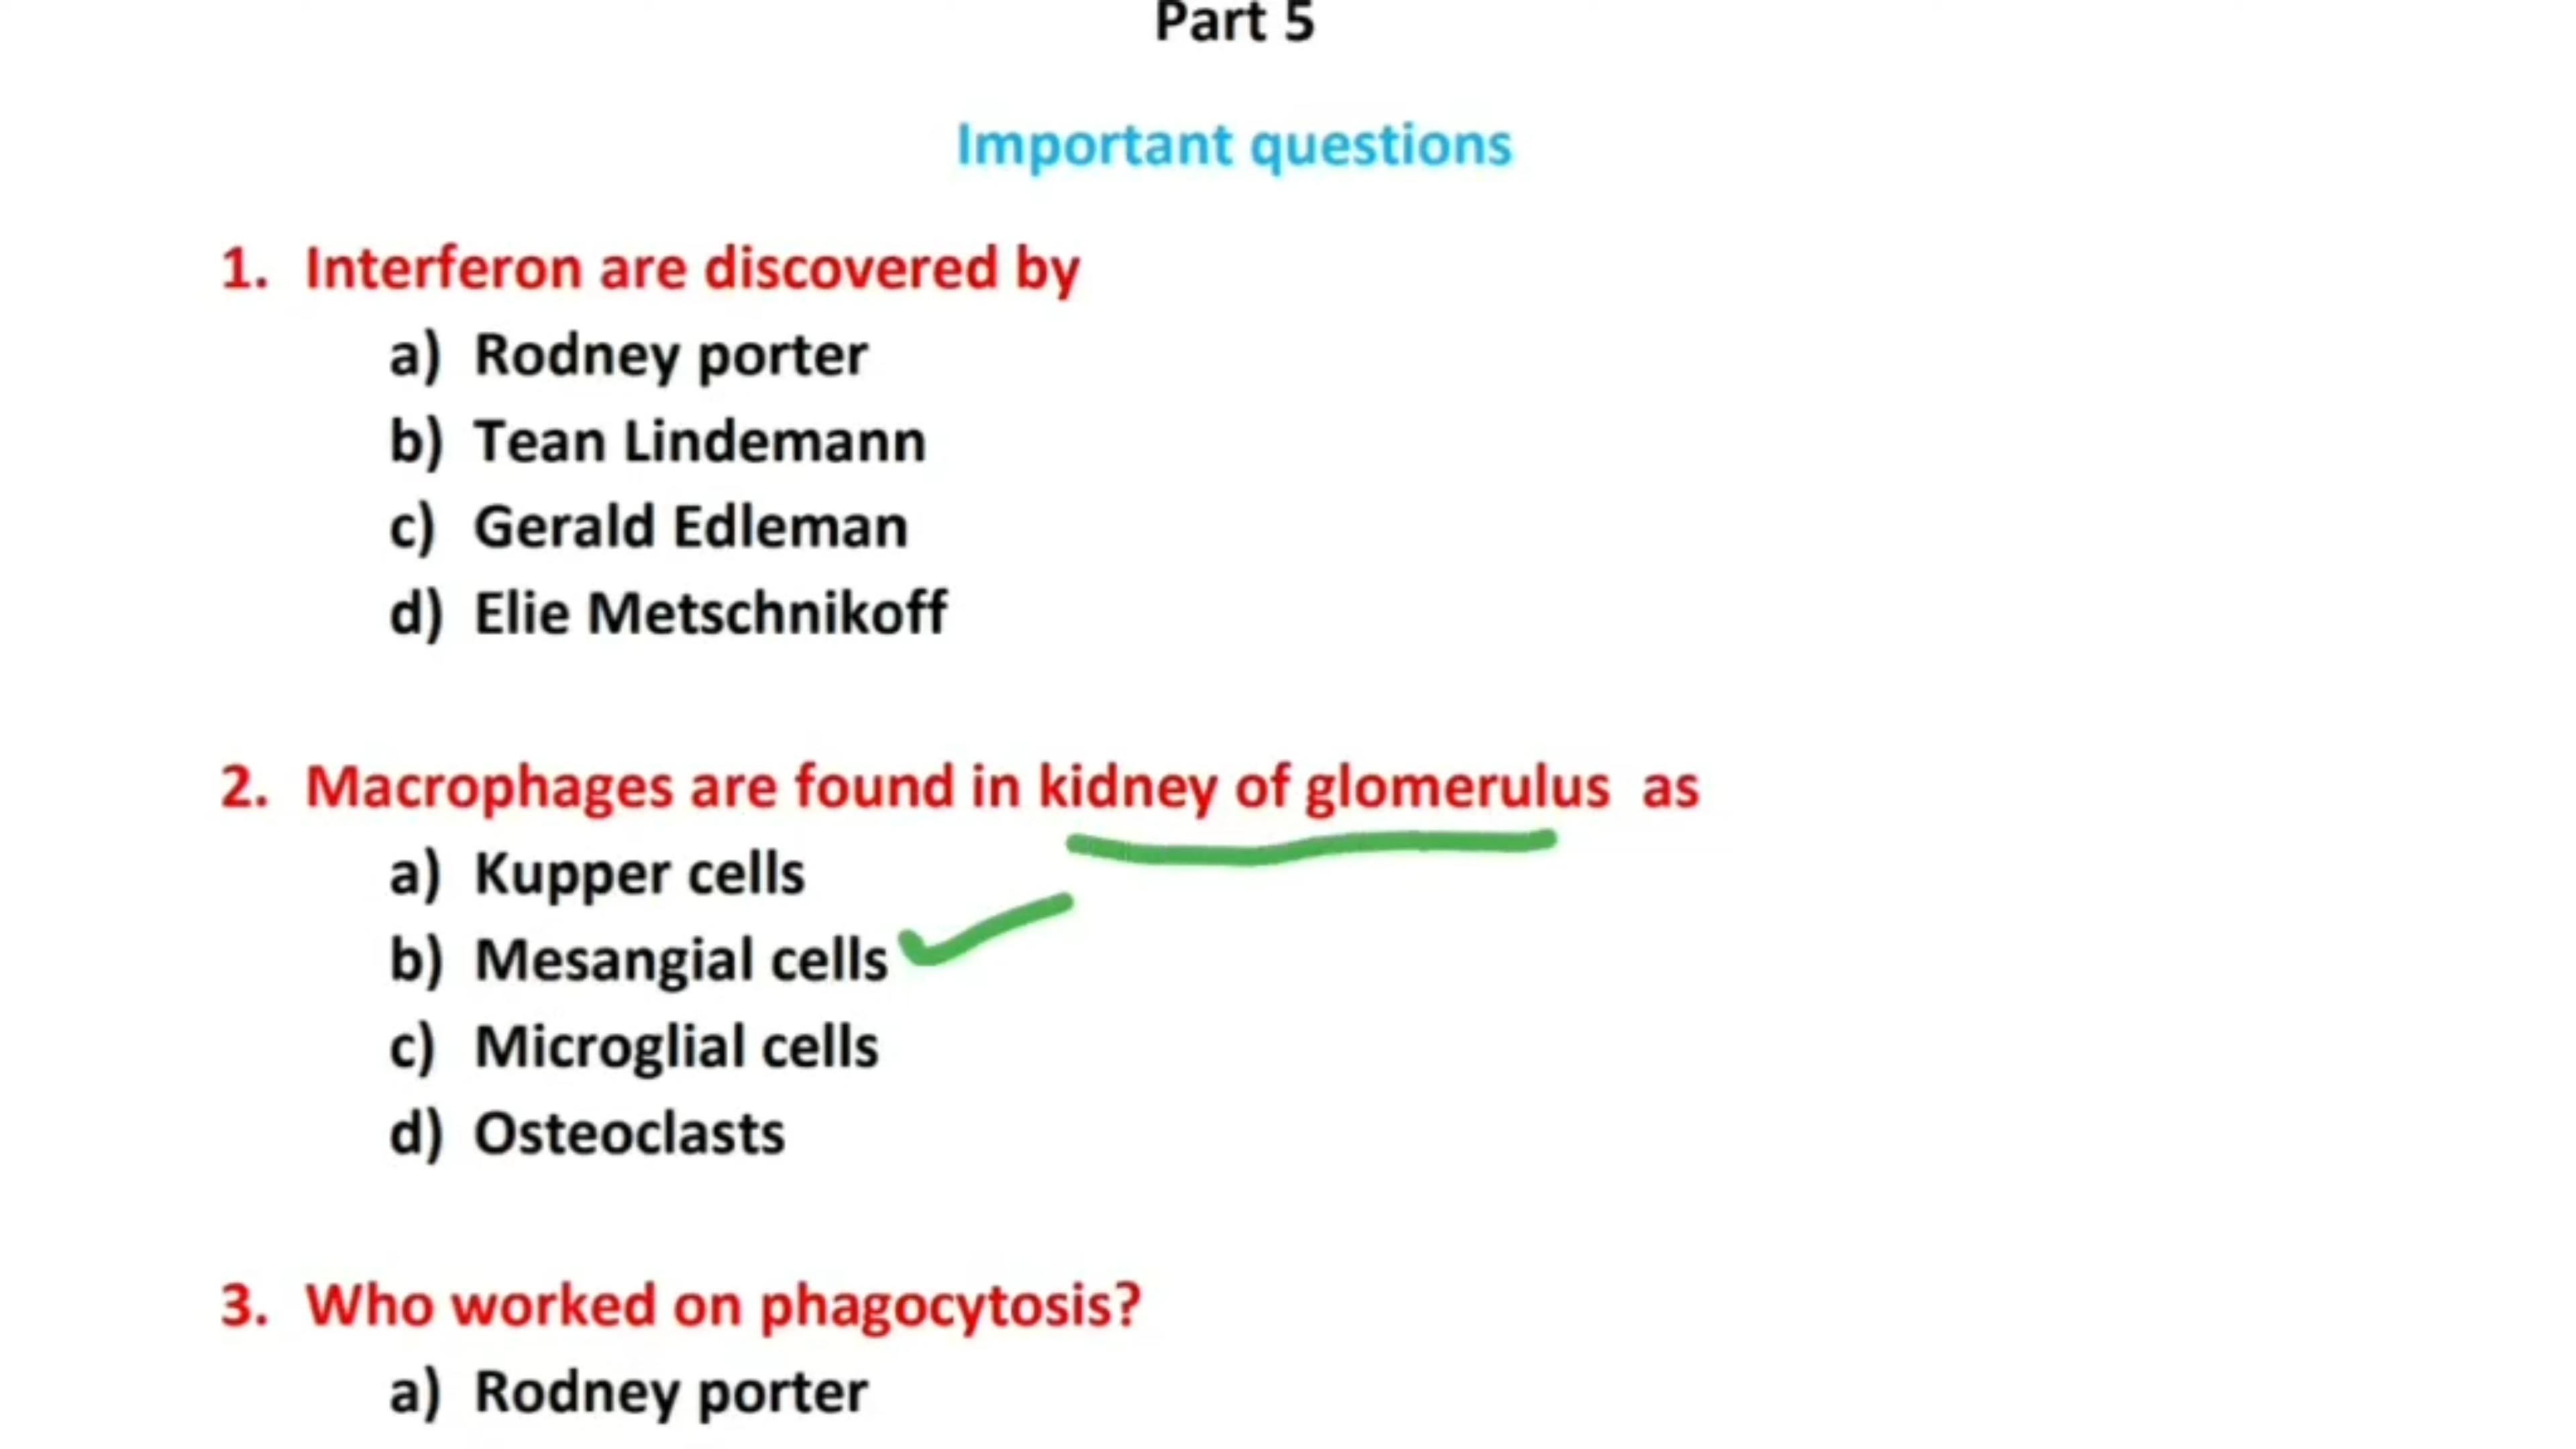 Part 5
Important questions
1. Interferon are discovered by
a) Rodney porter
b) Tean Lindemann
c) Gerald Edleman
d) Elie Metschnikoff
2. Macrophages are found in kidney of glomerulus as
a) Kupper cells
b) Mesangial cells
c) Microglial cells
d) Osteoclasts
3. Who worked on phagocytosis?
a) Rodney porter